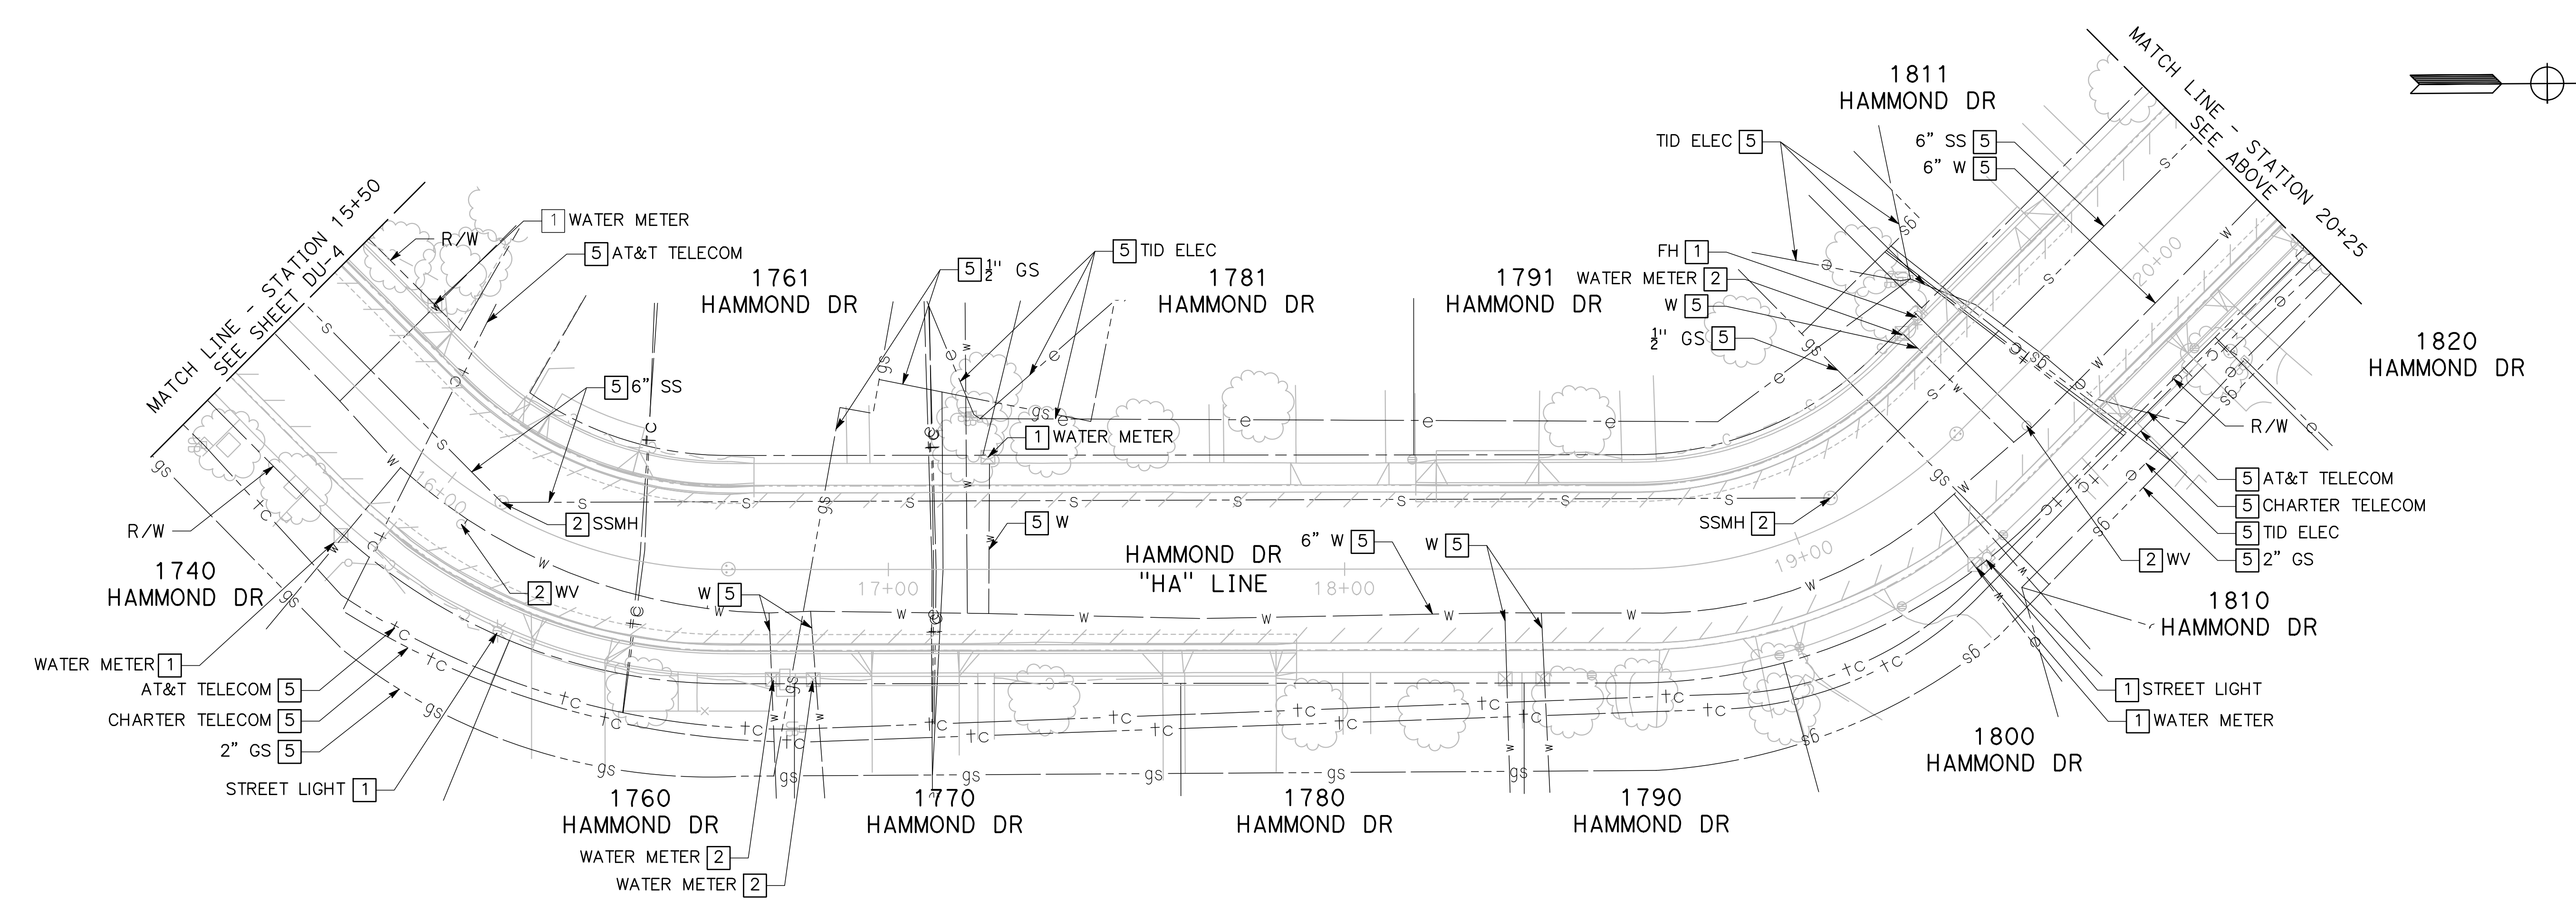 MATCH LINE - STATION 15+50
SEE SHEET DU-4
MATCH LINE - STATION 20+25
SEE ABOVE
1811
HAMMOND DR
TID ELEC 5
6" SS 5
6" W 5
R/W
1 WATER METER
5 AT&T TELECOM
1761
HAMMOND DR
5 ½" GS
5 TID ELEC
1781
HAMMOND DR
1791
HAMMOND DR
FH 1
WATER METER 2
W 5
½" GS 5
20+00
1820
HAMMOND DR
5 6" SS
1 WATER METER
R/W
16+00
2 SSMH
5 W
SSMH 2
5 AT&T TELECOM
5 CHARTER TELECOM
5 TID ELEC
5 2" GS
R/W
1740
HAMMOND DR
2 WV
W 5
17+00
HAMMOND DR
"HA" LINE
6" W 5
W 5
18+00
19+00
2 WV
1810
HAMMOND DR
WATER METER 1
AT&T TELECOM 5
CHARTER TELECOM 5
2" GS 5
STREET LIGHT 1
1 STREET LIGHT
1 WATER METER
1800
HAMMOND DR
1760
HAMMOND DR
1770
HAMMOND DR
1780
HAMMOND DR
1790
HAMMOND DR
WATER METER 2
WATER METER 2